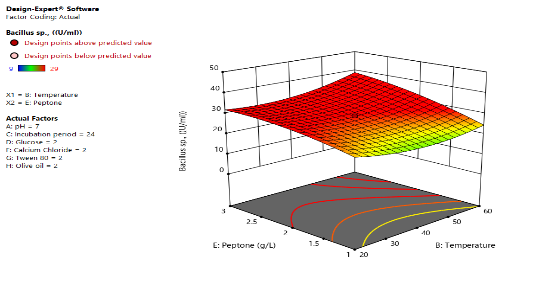 Design-Expert® Software
Factor Coding: Actual
Bacillus sp., ((U/ml))
Design points above predicted value
Design points below predicted value
9 29
X1 = B: Temperature
X2 = E: Peptone
Actual Factors
A: pH = 7
C: Incubation period = 24
D: Glucose = 2
F: Calcium Chloride = 2
G: Tween 80 = 2
H: Olive oil = 2
Bacillus sp., ((U/ml))
50
40
30
20
10
0
3
2.5
2
1.5
1
20
30
40
50
60
E: Peptone (g/L)
B: Temperature